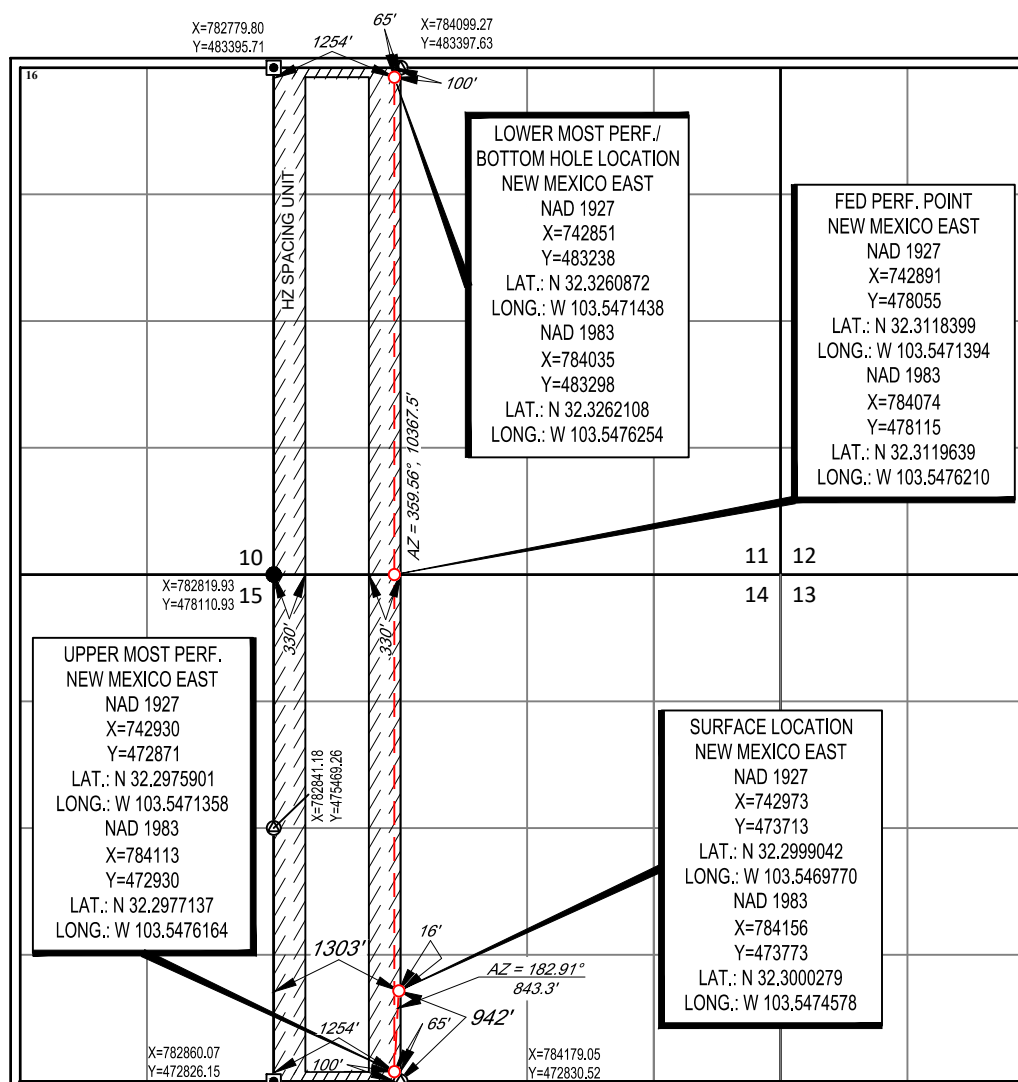 X=782779.80
Y=483395.71
65'
X=784099.27
Y=483397.63
1254'
100'
16
LOWER MOST PERF./
BOTTOM HOLE LOCATION
NEW MEXICO EAST
NAD 1927
X=742851
Y=483238
LAT.: N 32.3260872
LONG.: W 103.5471438
NAD 1983
X=784035
Y=483298
LAT.: N 32.3262108
LONG.: W 103.5476254
FED PERF. POINT
NEW MEXICO EAST
NAD 1927
X=742891
Y=478055
LAT.: N 32.3118399
LONG.: W 103.5471394
NAD 1983
X=784074
Y=478115
LAT.: N 32.3119639
LONG.: W 103.5476210
HZ SPACING UNIT
AZ = 359.56°, 10367.5'
10
11
12
15
14
13
X=782819.93
Y=478110.93
330'
330'
UPPER MOST PERF.
NEW MEXICO EAST
NAD 1927
X=742930
Y=472871
LAT.: N 32.2975901
LONG.: W 103.5471358
NAD 1983
X=784113
Y=472930
LAT.: N 32.2977137
LONG.: W 103.5476164
X=782841.18
Y=475469.26
SURFACE LOCATION
NEW MEXICO EAST
NAD 1927
X=742973
Y=473713
LAT.: N 32.2999042
LONG.: W 103.5469770
NAD 1983
X=784156
Y=473773
LAT.: N 32.3000279
LONG.: W 103.5474578
1303'
16'
AZ = 182.91°
843.3'
942'
1254'
65'
100'
X=782860.07
Y=472826.15
X=784179.05
Y=472830.52